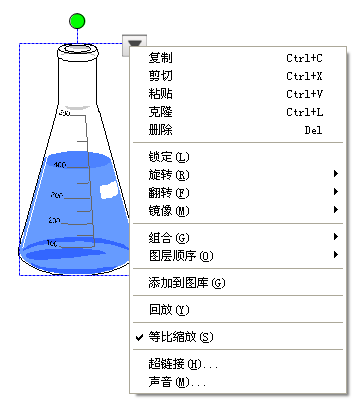 复制 Ctrl+C
剪切 Ctrl+X
粘贴 Ctrl+V
克隆 Ctrl+L
删除 Del
锁定(L)
旋转(R)
翻转(F)
镜像(M)
组合(G)
图层顺序(O)
添加到图库(G)
回放(Y)
✓ 等比缩放(S)
超链接(H)...
声音(M)...
400
200